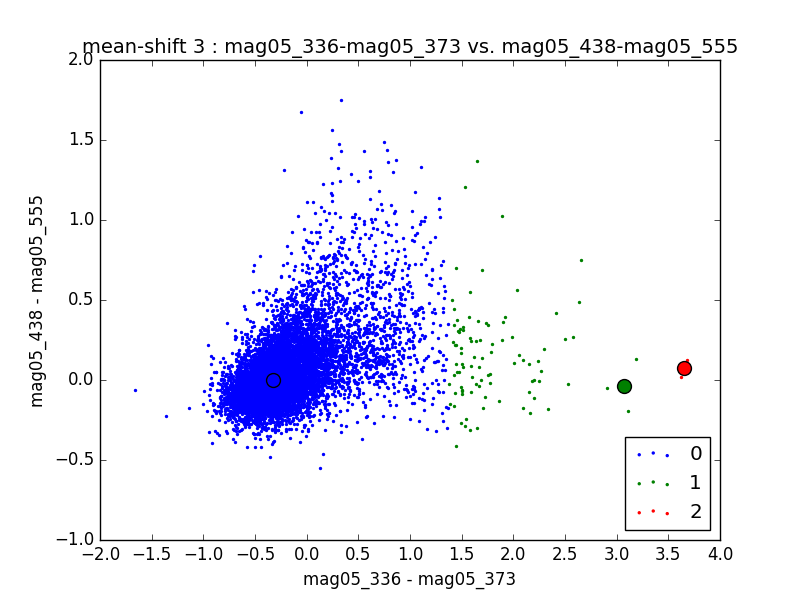 mean-shift 3 : mag05_336-mag05_373 vs. mag05_438-mag05_555
2.0
1.5
1.0
0.5
0.0
−0.5
−1.0
mag05_438 - mag05_555
0
1
2
−2.0 −1.5 −1.0 −0.5 0.0 0.5 1.0 1.5 2.0 2.5 3.0 3.5 4.0
mag05_336 - mag05_373